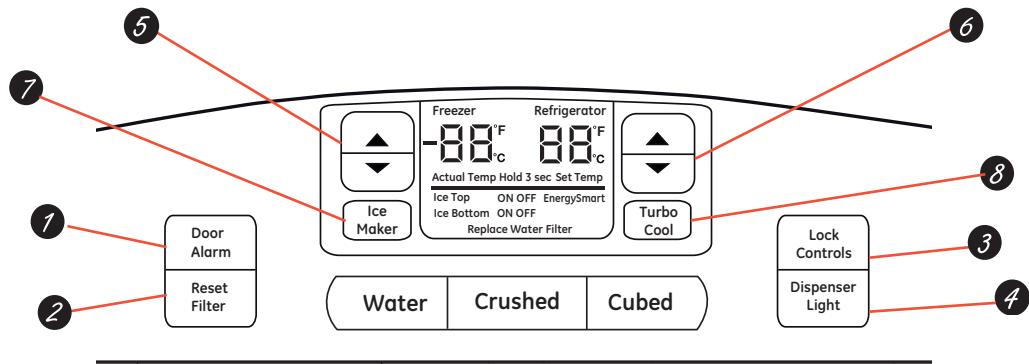 5
6
7
Freezer Refrigerator
-88 °F °C 88 °F °C
Actual Temp Hold 3 sec Set Temp
Ice Top ON OFF EnergySmart
Ice Bottom ON OFF
Replace Water Filter
Ice
Maker
Turbo
Cool
8
1
Door
Alarm
2
Reset
Filter
Water Crushed Cubed
Lock
Controls
3
Dispenser
Light
4